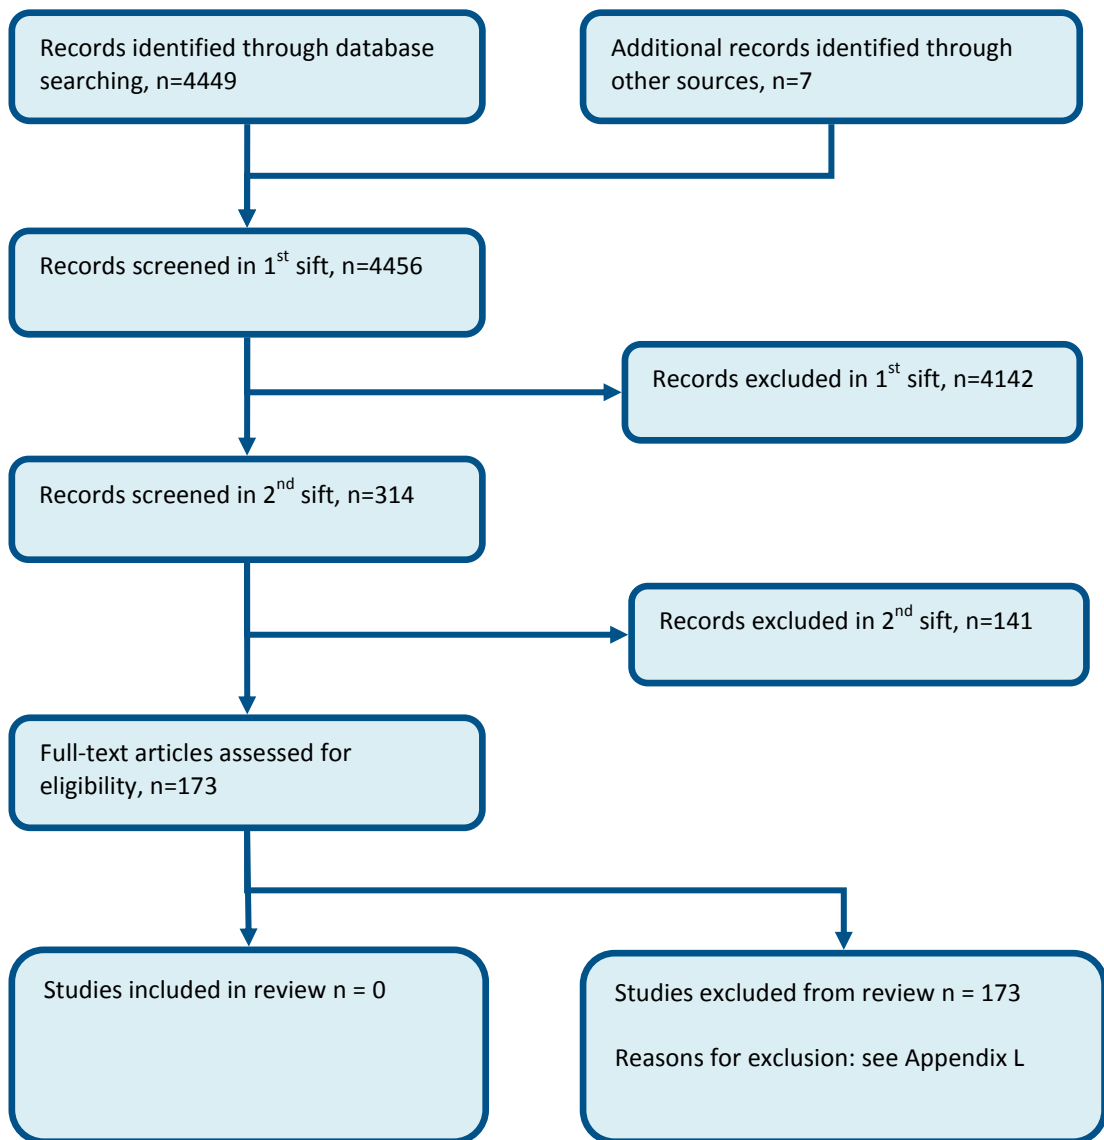 Records identified through database
searching, n=4449
Additional records identified through
other sources, n=7
Records screened in 1st sift, n=4456
Records excluded in 1st sift, n=4142
Records screened in 2nd sift, n=314
Records excluded in 2nd sift, n=141
Full-text articles assessed for
eligibility, n=173
Studies included in review n = 0
Studies excluded from review n = 173
Reasons for exclusion: see Appendix L